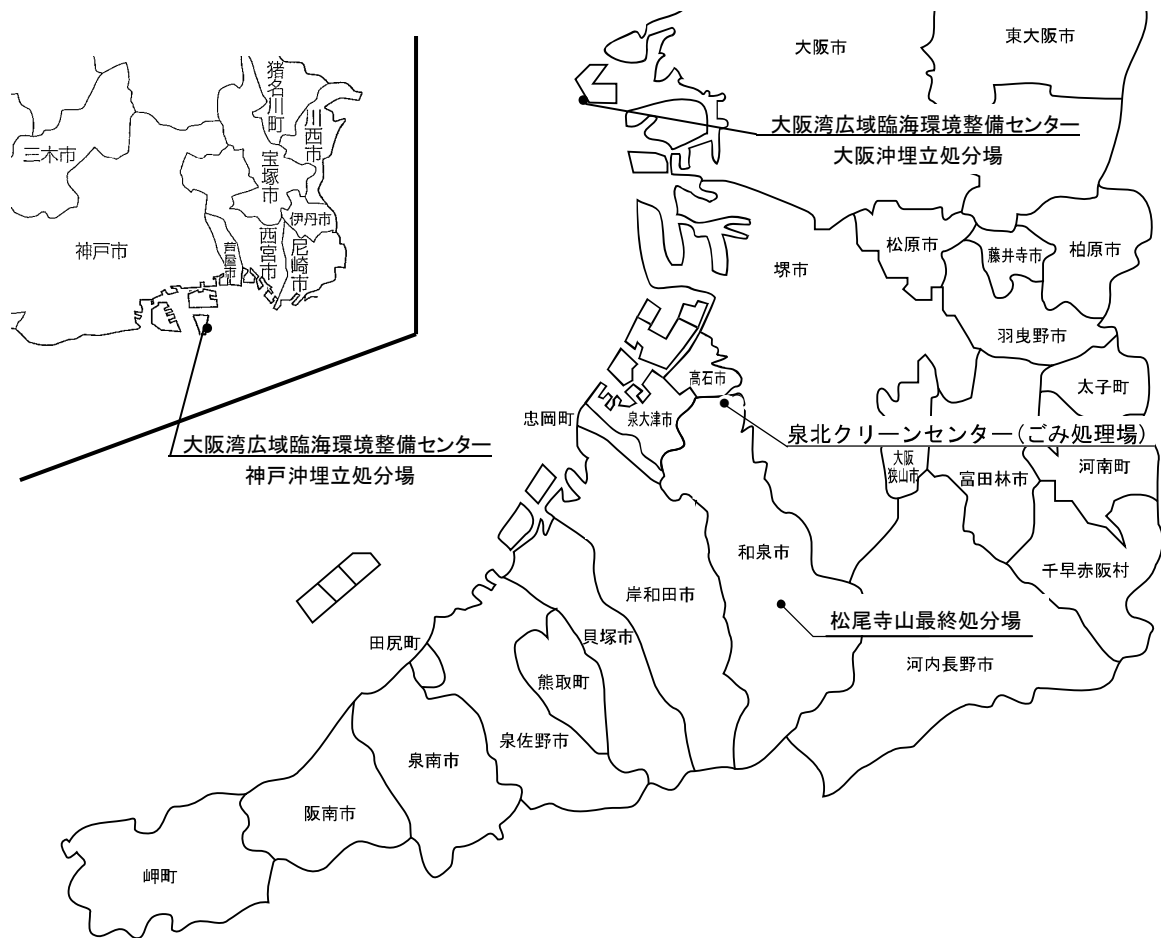 猪名川町
川西市
三木市
宝塚市
伊丹市
神戸市
芦屋市
西宮市
尼崎市
大阪湾広域臨海環境整備センター
神戸沖埋立処分場
大阪市
東大阪市
大阪湾広域臨海環境整備センター
大阪沖埋立処分場
堺市
松原市
藤井寺市
柏原市
羽曳野市
高石市
太子町
忠岡町
泉大津市
泉北クリーンセンター(ごみ処理場)
大阪
狭山市
富田林市
河南町
和泉市
千早赤阪村
岸和田市
松尾寺山最終処分場
貝塚市
田尻町
河内長野市
熊取町
泉佐野市
泉南市
阪南市
岬町